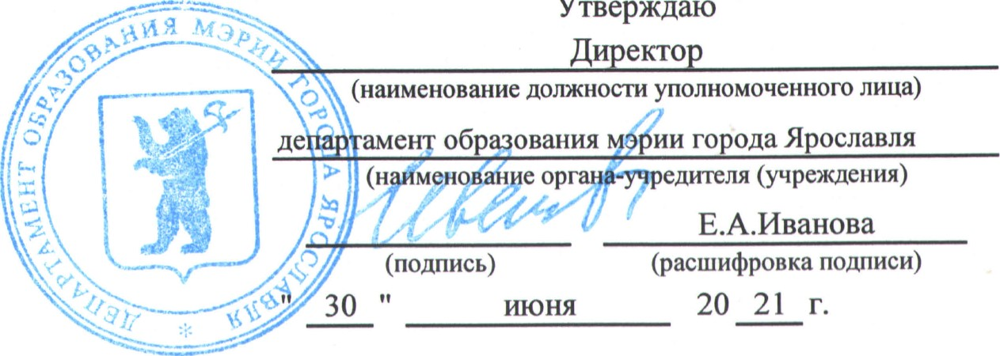 Утверждаю
Директор
(наименование должности уполномоченного лица)
департамент образования мэрии города Ярославля
(наименование органа-учредителя (учреждения)
Е.А.Иванова
(подпись) (расшифровка подписи)
" 30 " июня 20 21 г.
ДЕПАРТАМЕНТ ОБРАЗОВАНИЯ МЭРИИ ГОРОДА ЯРОСЛАВЛЯ *